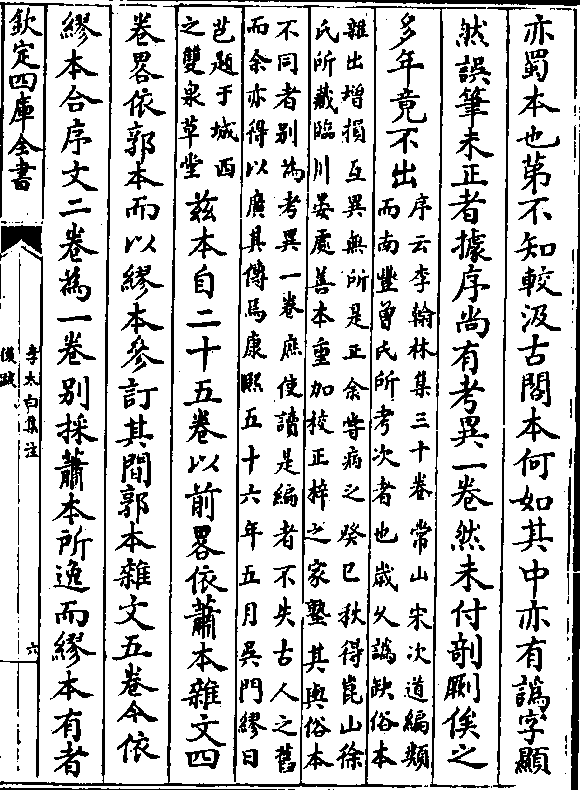 亦蜀本也第不知較汲古閣本何如其中亦有譌字顯
然誤筆未正者據序尚有考異一卷然未付剞劂俟之
多年竟不出
序云李翰林集三十卷常山宋次道編類
而南豐曾氏所考次者也歲久譌缺俗本
雜出增損互異無所是正余嘗病之癸巳秋得崑山徐
氏所藏臨川晏處善本重加校正梓之家塾其與俗本
不同者別為考異一卷庶使讀是編者不失古人之舊
而余亦得以廣其傳焉康熙五十六年五月吳門繆曰
芑題于城西
之雙泉草堂
茲本自二十五卷以前畧依蕭本雜文四
卷畧依郭本而以繆本參訂其間郭本雜文五卷今依
繆本合序文二卷為一卷別採蕭本所逸而繆本有者
欽定四庫全書
李太白集注
後跋
六